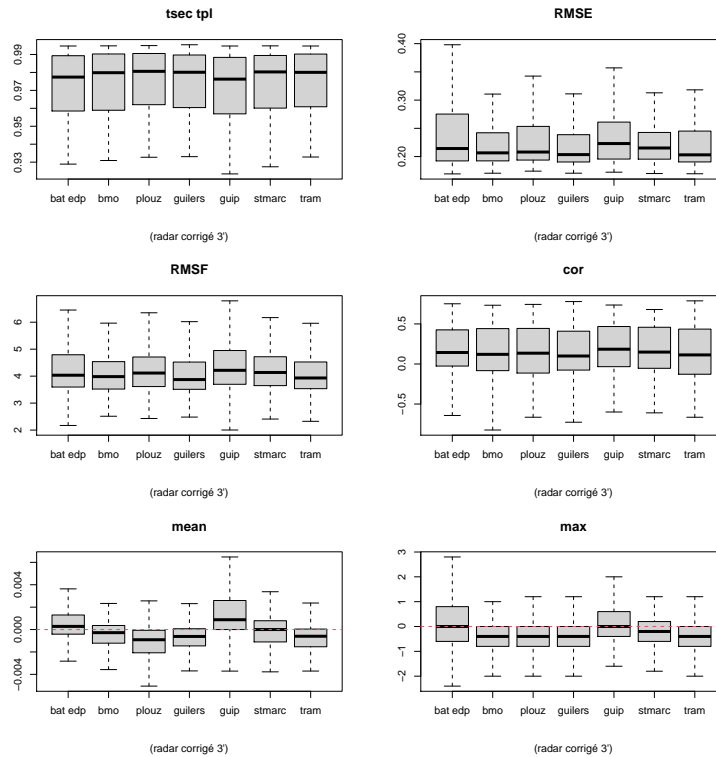 tsec tpl
0.99
0.97
0.95
0.93
bat edp bmo plouz guilers guip stmarc tram
(radar corrigé 3')
RMSE
0.40
0.30
0.20
bat edp bmo plouz guilers guip stmarc tram
(radar corrigé 3')
RMSF
6
5
4
3
2
bat edp bmo plouz guilers guip stmarc tram
(radar corrigé 3')
cor
0.5
0.0
−0.5
bat edp bmo plouz guilers guip stmarc tram
(radar corrigé 3')
mean
0.004
0.000
−0.004
bat edp bmo plouz guilers guip stmarc tram
(radar corrigé 3')
max
3
2
1
0
−1
−2
bat edp bmo plouz guilers guip stmarc tram
(radar corrigé 3')